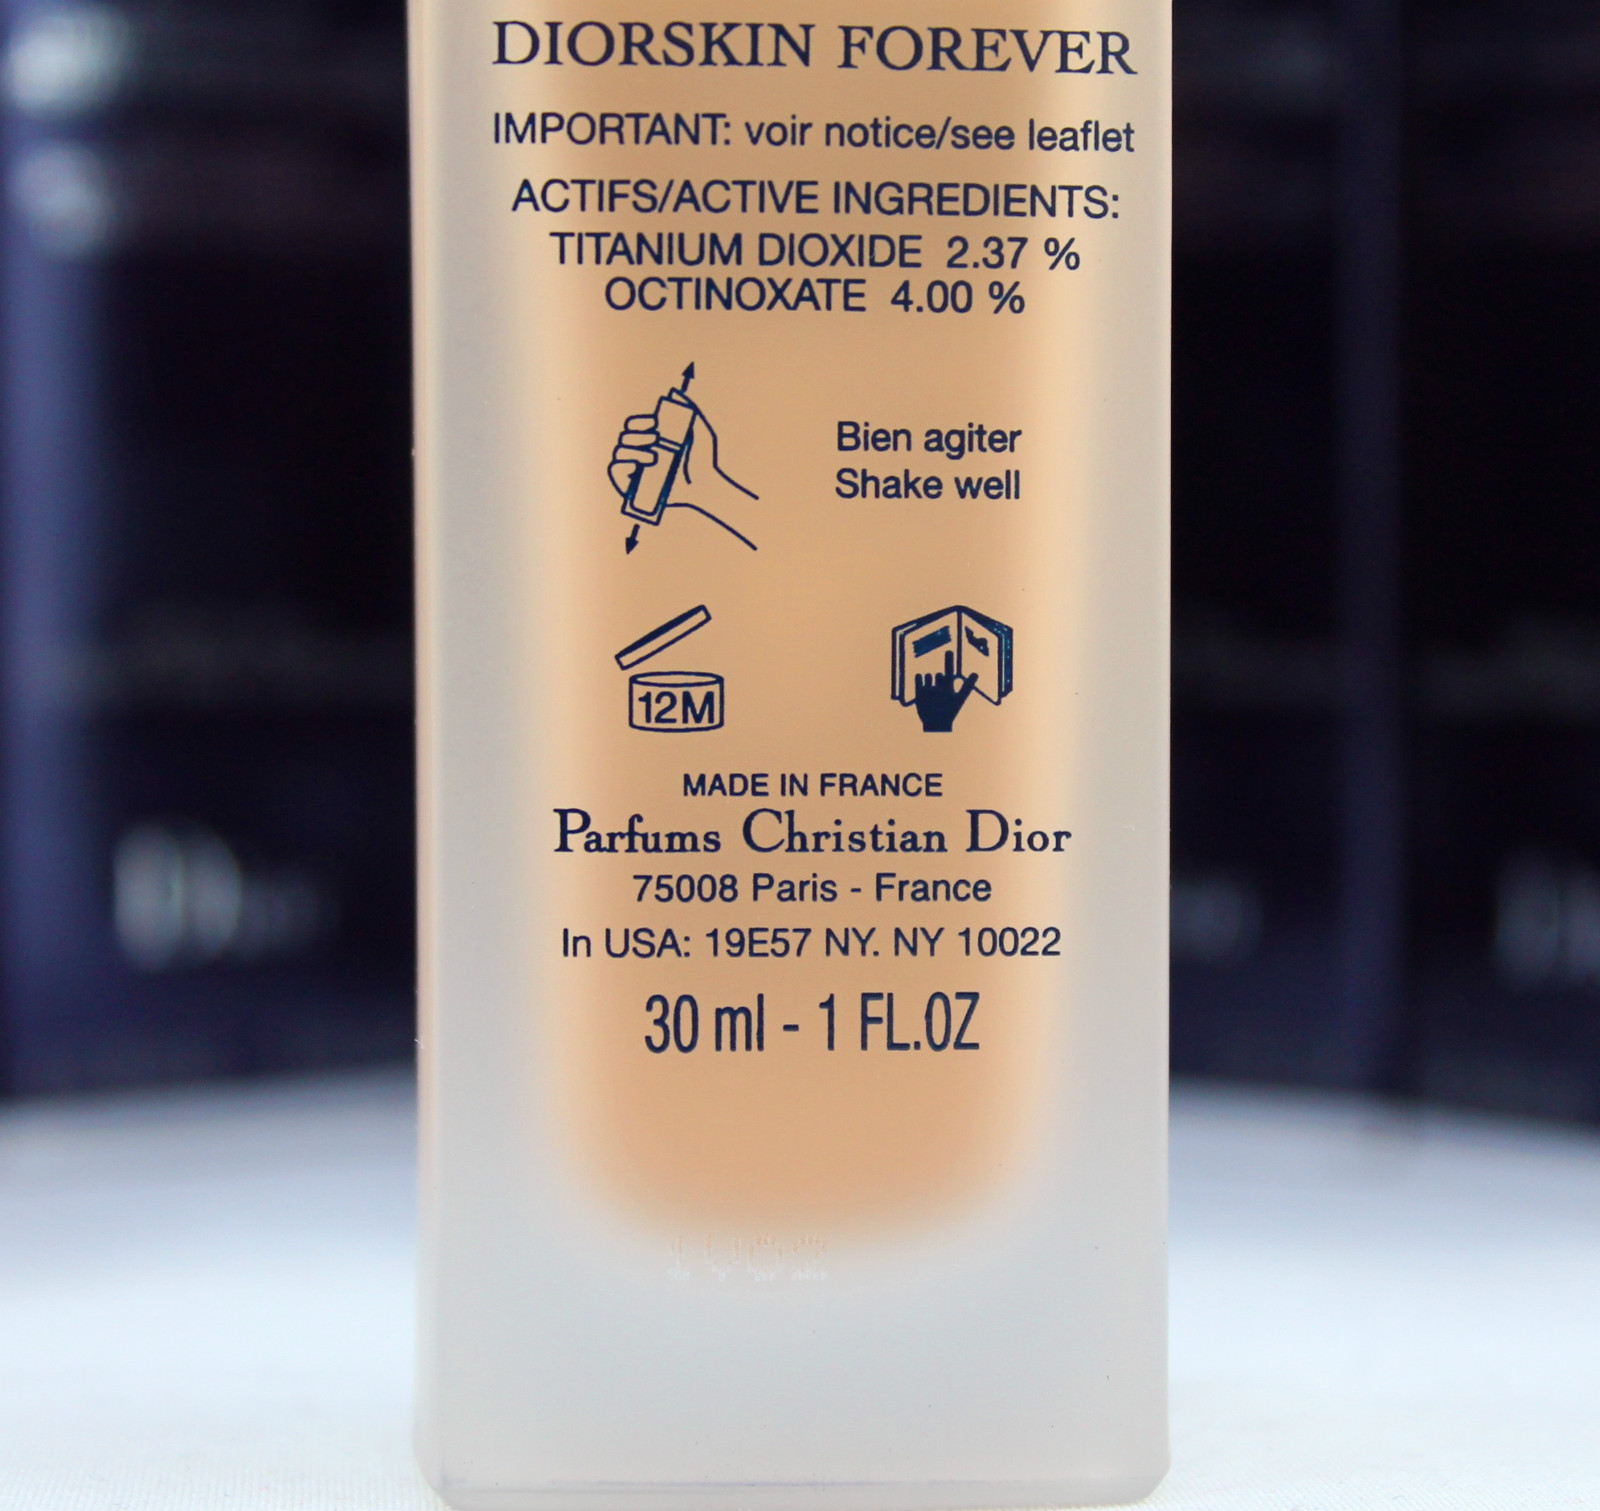 DIORSKIN FOREVER
IMPORTANT: voir notice/see leaflet
ACTIFS/ACTIVE INGREDIENTS:
TITANIUM DIOXIDE 2.37 %
OCTINOXATE 4.00 %
Bien agiter
Shake well
12M
MADE IN FRANCE
Parfums Christian Dior
75008 Paris - France
In USA: 19E57 NY. NY 10022
30 ml - 1 FL.OZ